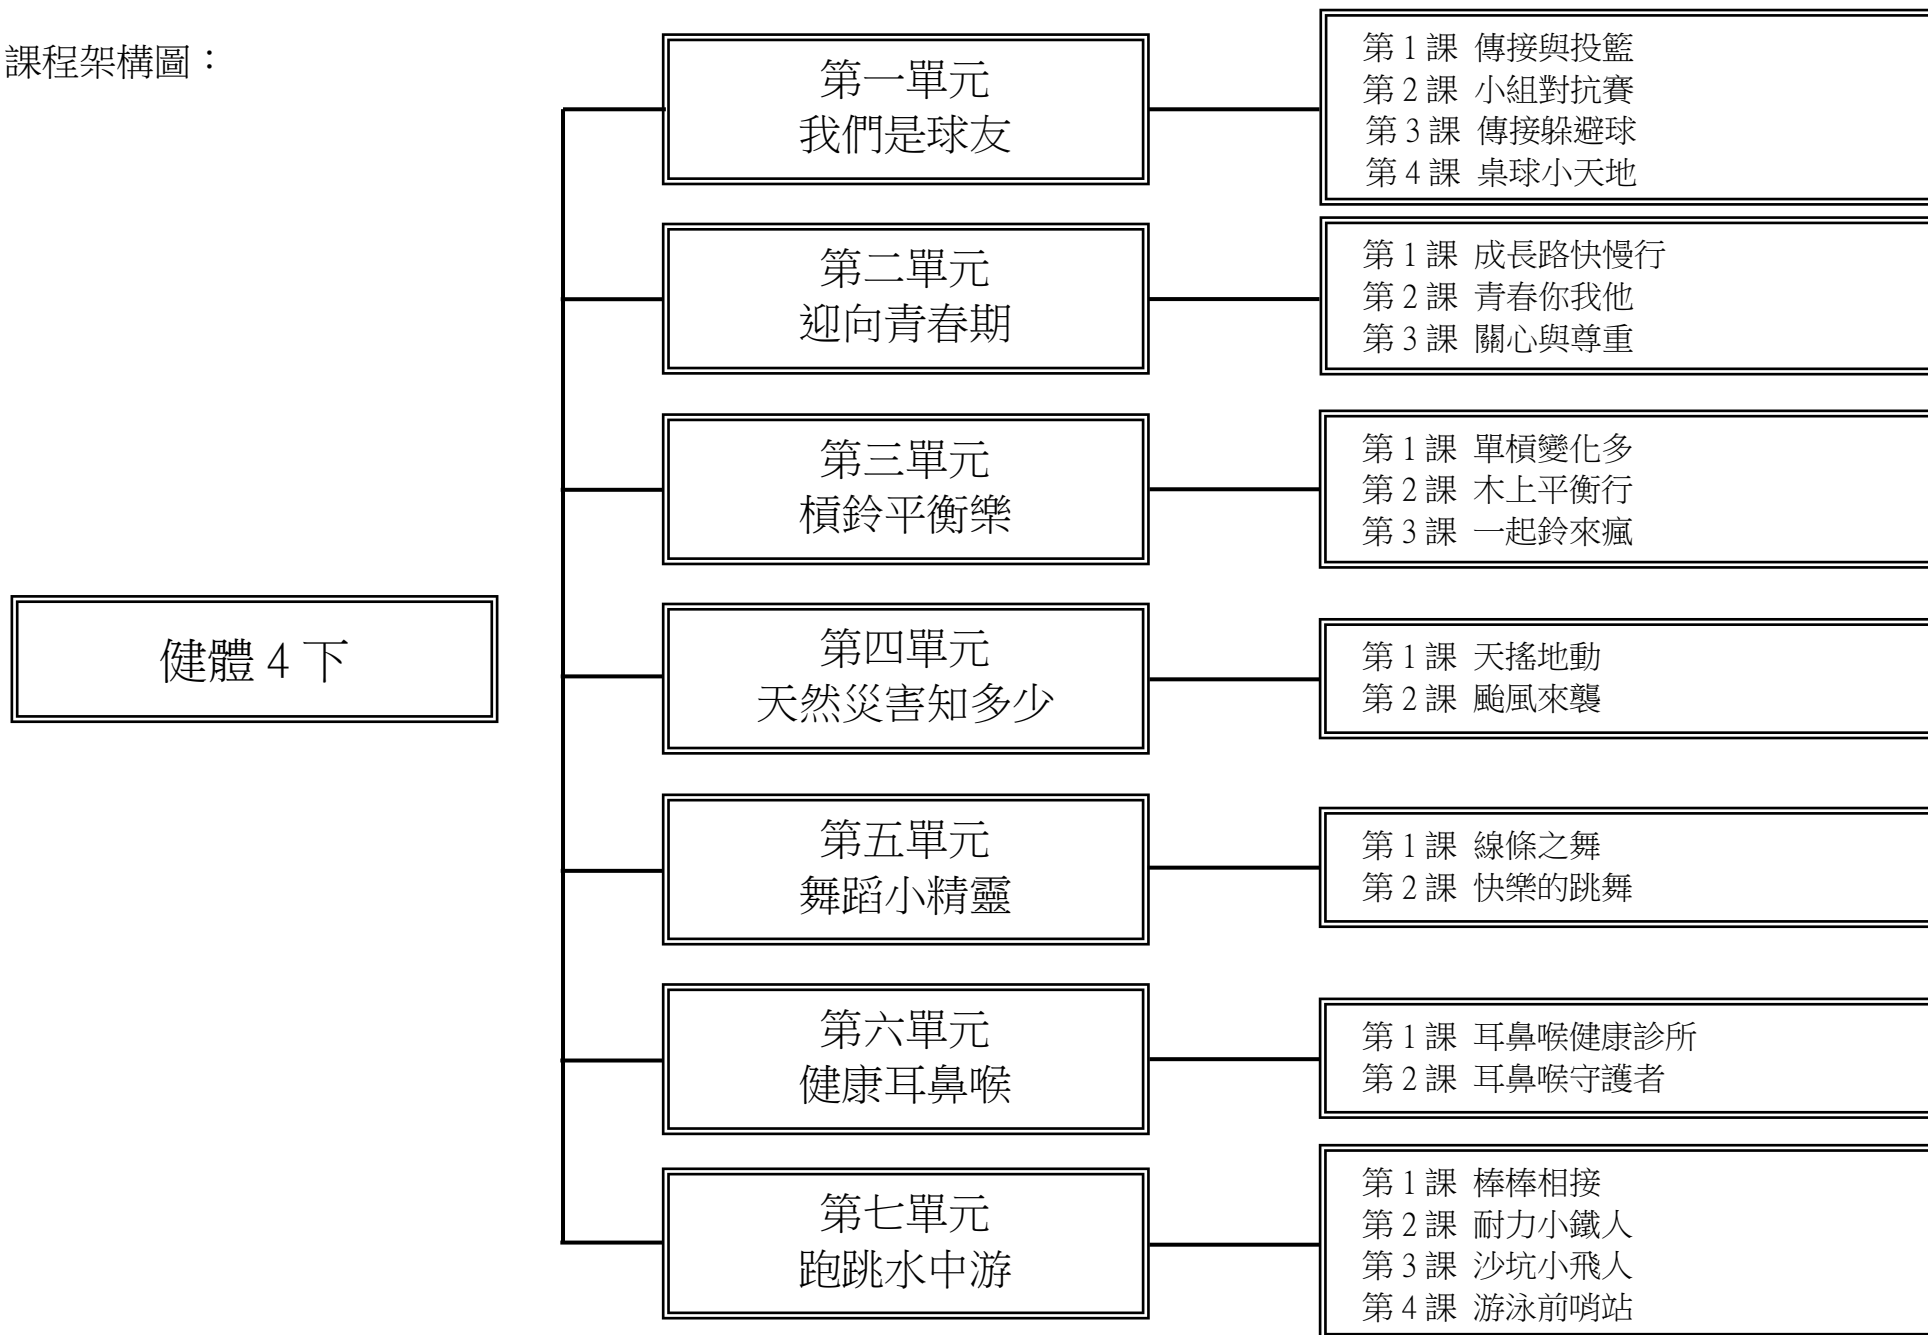 課程架構圖：
健體 4 下
第一單元
我們是球友
第 1 課 傳接與投籃
第 2 課 小組對抗賽
第 3 課 傳接躲避球
第 4 課 桌球小天地
第二單元
迎向青春期
第 1 課 成長路快慢行
第 2 課 青春你我他
第 3 課 關心與尊重
第三單元
槓鈴平衡樂
第 1 課 單槓變化多
第 2 課 木上平衡行
第 3 課 一起鈴來瘋
第四單元
天然災害知多少
第 1 課 天搖地動
第 2 課 颱風來襲
第五單元
舞蹈小精靈
第 1 課 線條之舞
第 2 課 快樂的跳舞
第六單元
健康耳鼻喉
第 1 課 耳鼻喉健康診所
第 2 課 耳鼻喉守護者
第七單元
跑跳水中游
第 1 課 棒棒相接
第 2 課 耐力小鐵人
第 3 課 沙坑小飛人
第 4 課 游泳前哨站